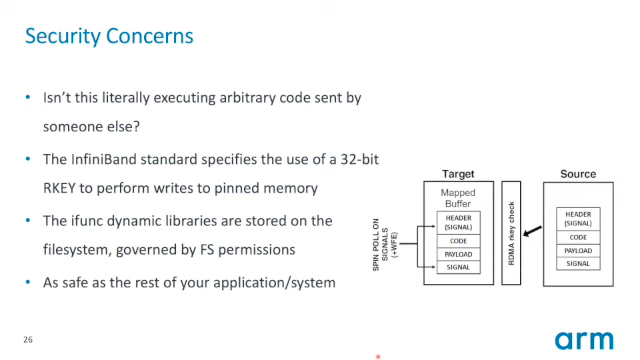 Security Concerns
• Isn't this literally executing arbitrary code sent by
someone else?
• The InfiniBand standard specifies the use of a 32-bit
RKEY to perform writes to pinned memory
• The ifunc dynamic libraries are stored on the
filesystem, governed by FS permissions
• As safe as the rest of your application/system
Target
Mapped
Buffer
HEADER
(SIGNAL)
CODE
PAYLOAD
SIGNAL
SPIN POLL ON
SIGNALS
(+WFE)
RDMA rkey check
Source
HEADER
(SIGNAL)
CODE
PAYLOAD
SIGNAL
26
arm